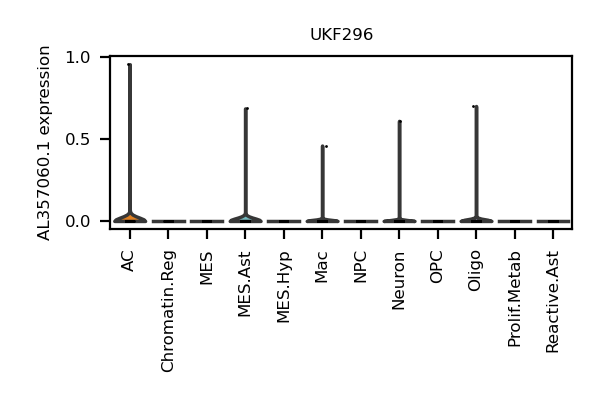 UKF296
AL357060.1 expression
1.0
0.5
0.0
AC
Chromatin.Reg
MES
MES.Ast
MES.Hyp
Mac
NPC
Neuron
OPC
Oligo
Prolif.Metab
Reactive.Ast